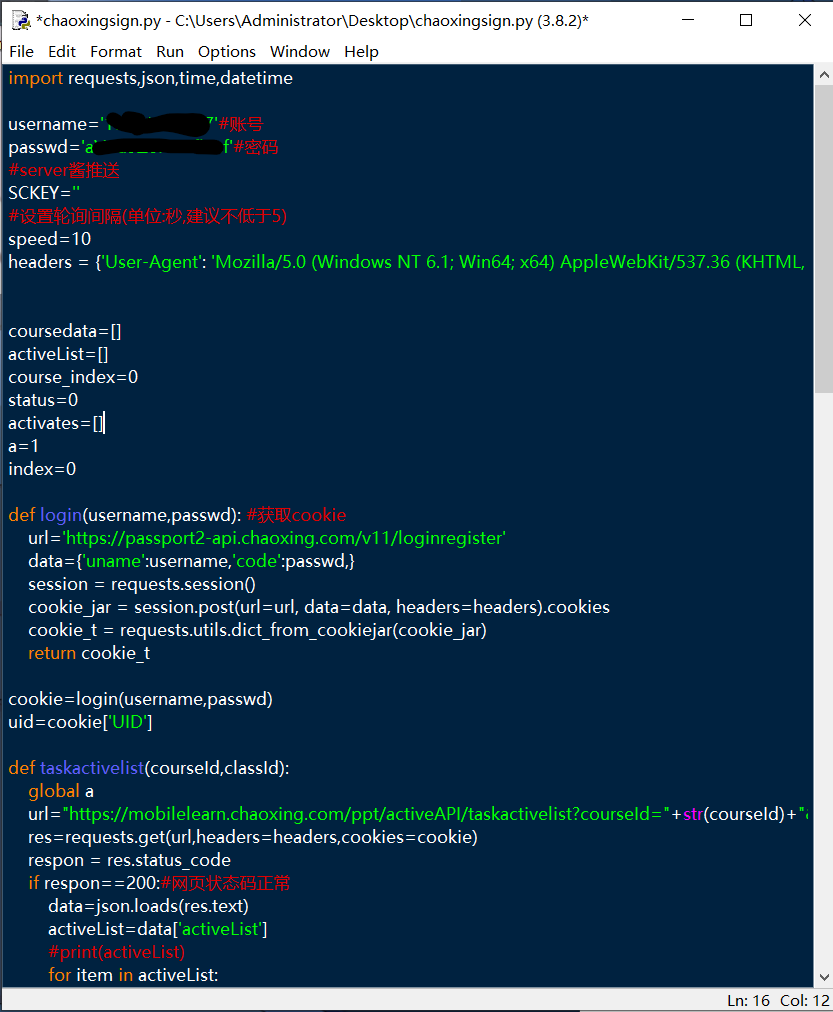 *chaoxingsign.py - C:\Users\Administrator\Desktop\chaoxingsign.py (3.8.2)*
File Edit Format Run Options Window Help
import requests,json,time,datetime
username='#账号
passwd='#密码
#server酱推送
SCKEY=''
#设置轮询间隔(单位:秒,建议不低于5)
speed=10
headers = {'User-Agent': 'Mozilla/5.0 (Windows NT 6.1; Win64; x64) AppleWebKit/537.36 (KHTML,
coursedata=[]
activeList=[]
course_index=0
status=0
activates=[]
a=1
index=0
def login(username,passwd): #获取cookie
url='https://passport2-api.chaoxing.com/v11/loginregister'
data={'uname':username,'code':passwd,}
session = requests.session()
cookie_jar = session.post(url=url, data=data, headers=headers).cookies
cookie_t = requests.utils.dict_from_cookiejar(cookie_jar)
return cookie_t
cookie=login(username,passwd)
uid=cookie['UID']
def taskactivelist(courseId,classId):
global a
url="https://mobilelearn.chaoxing.com/ppt/activeAPI/taskactivelist?courseId="+str(courseId)+"
res=requests.get(url,headers=headers,cookies=cookie)
respon = res.status_code
if respon==200:#网页状态码正常
data=json.loads(res.text)
activeList=data['activeList']
#print(activeList)
for item in activeList:
Ln: 16 Col: 12